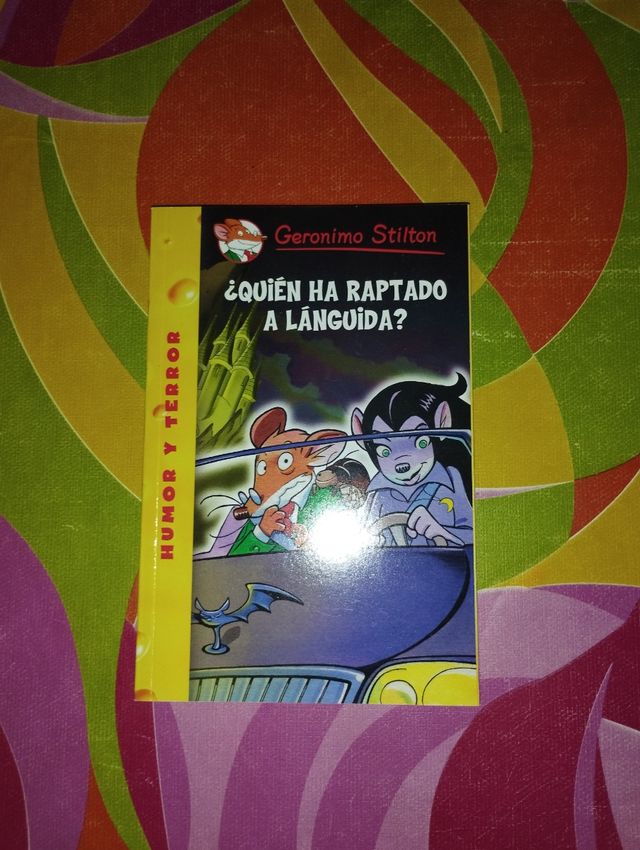 Geronimo Stilton
¿QUIÉN HA RAPTADO
A LÁNGUIDA?
HUMOR Y TERROR